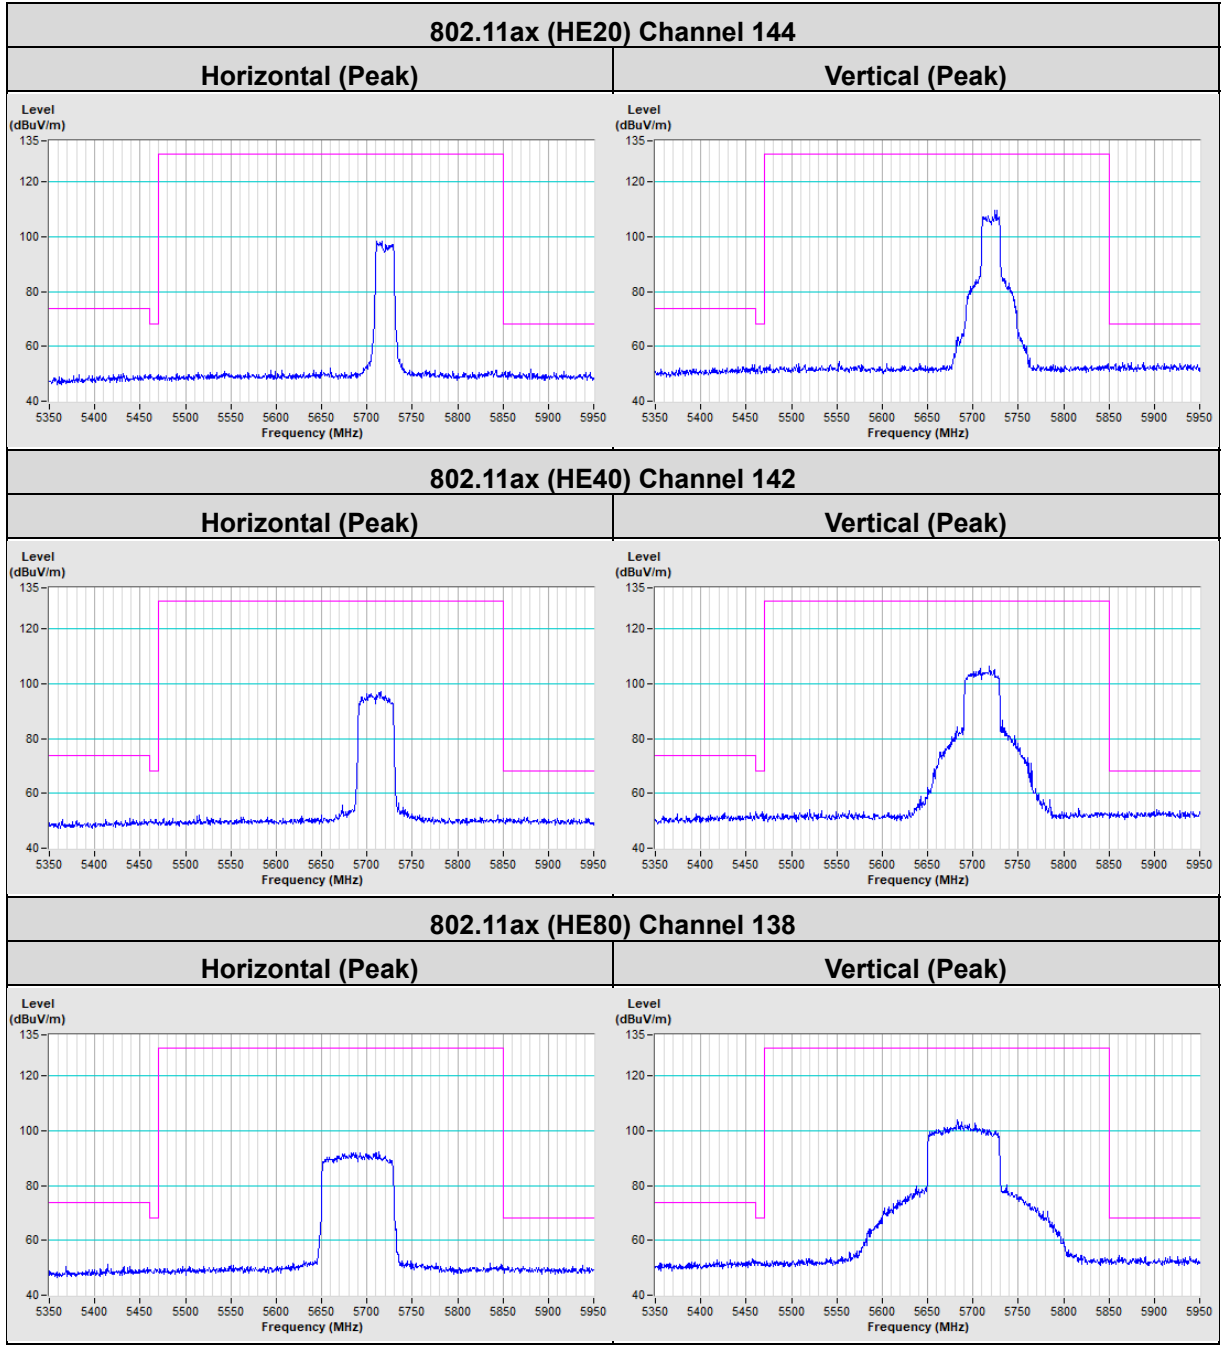 802.11ax (HE20) Channel 144
Horizontal (Peak) Vertical (Peak)
Level Level
(dBuV/m) (dBuV/m)
135 135
120 120
100 100
80 80
60 60
40 40
5350 5400 5450 5500 5550 5600 5650 5700 5750 5800 5850 5900 5950 5350 5400 5450 5500 5550 5600 5650 5700 5750 5800 5850 5900 5950
Frequency (MHz) Frequency (MHz)
802.11ax (HE40) Channel 142
Horizontal (Peak) Vertical (Peak)
Level Level
(dBuV/m) (dBuV/m)
135 135
120 120
100 100
80 80
60 60
40 40
5350 5400 5450 5500 5550 5600 5650 5700 5750 5800 5850 5900 5950 5350 5400 5450 5500 5550 5600 5650 5700 5750 5800 5850 5900 5950
Frequency (MHz) Frequency (MHz)
802.11ax (HE80) Channel 138
Horizontal (Peak) Vertical (Peak)
Level Level
(dBuV/m) (dBuV/m)
135 135
120 120
100 100
80 80
60 60
40 40
5350 5400 5450 5500 5550 5600 5650 5700 5750 5800 5850 5900 5950 5350 5400 5450 5500 5550 5600 5650 5700 5750 5800 5850 5900 5950
Frequency (MHz) Frequency (MHz)